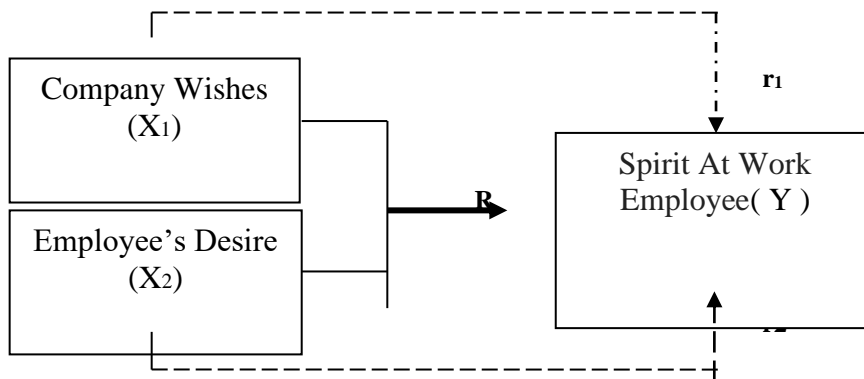 Company Wishes
(X1)
r1
Spirit At Work
Employee( Y )
R
Employee’s Desire
(X2)